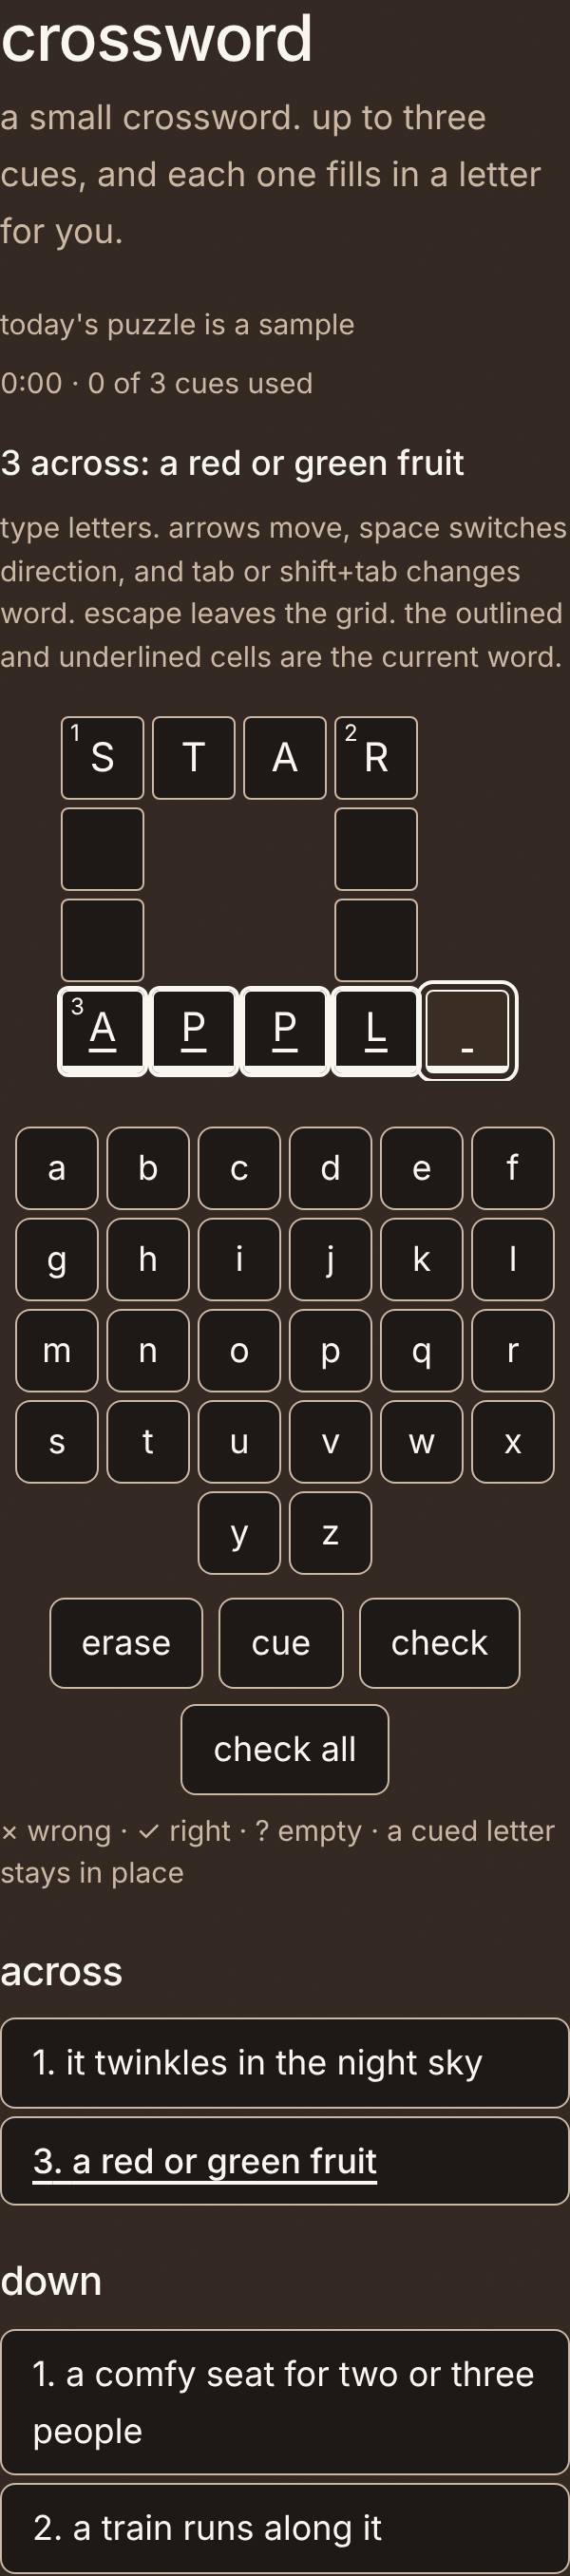 crossword
a small crossword. up to three
cues, and each one fills in a letter
for you.
today's puzzle is a sample
0:00 · 0 of 3 cues used
3 across: a red or green fruit
type letters. arrows move, space switches
direction, and tab or shift+tab changes
word. escape leaves the grid. the outlined
and underlined cells are the current word.
1 S T A 2 R
3 A P P L _
a b c d e f
g h i j k l
m n o p q r
s t u v w x
y z
erase cue check
check all
× wrong · ✓ right · ? empty · a cued letter
stays in place
across
1. it twinkles in the night sky
3. a red or green fruit
down
1. a comfy seat for two or three
people
2. a train runs along it